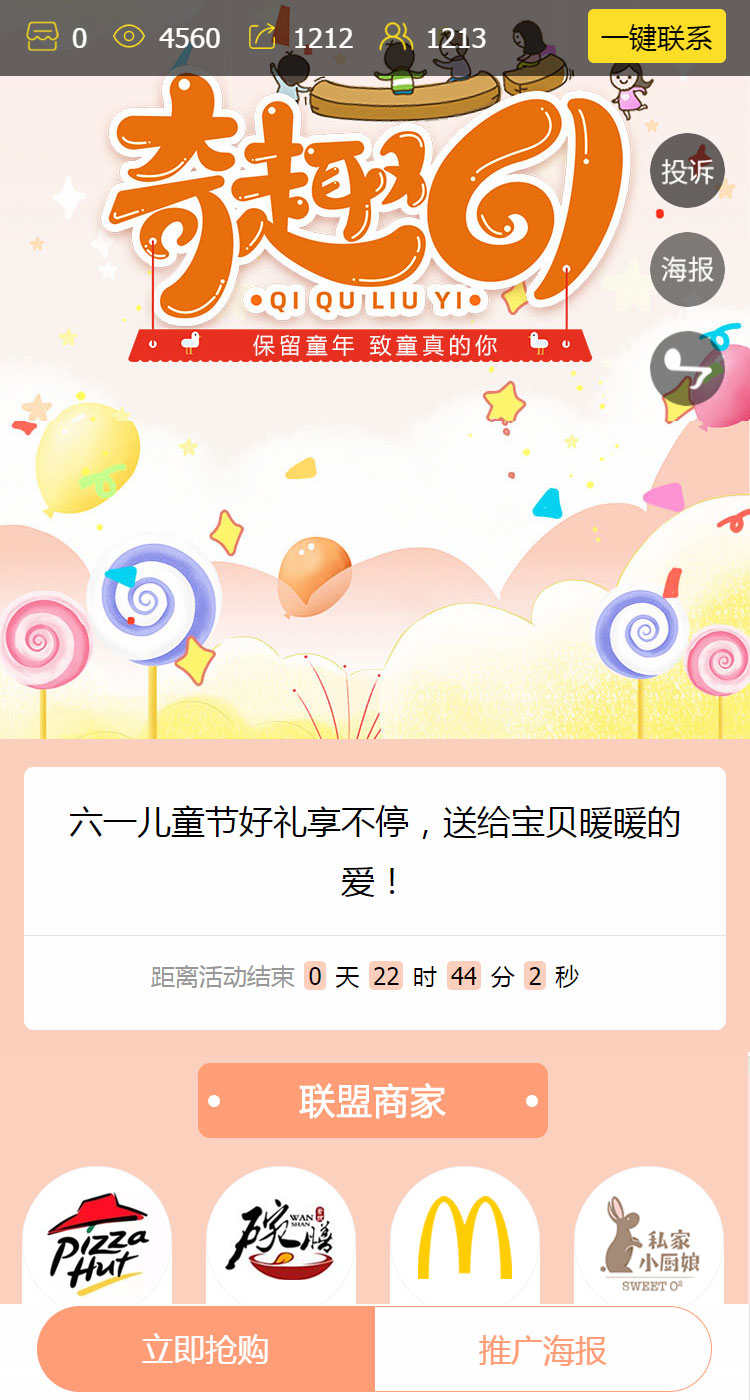 0 4560 1212 1213 一键联系
奇趣61
投诉
海报
QI QU LIU YI
保留童年 致童真的你
六一儿童节好礼享不停，送给宝贝暖暖的
爱！
距离活动结束 0 天 22 时 44 分 2 秒
联盟商家
Pizza
Hut
碗膳
WAN
SHAN
私家
小厨娘
SWEET O²
立即抢购 推广海报